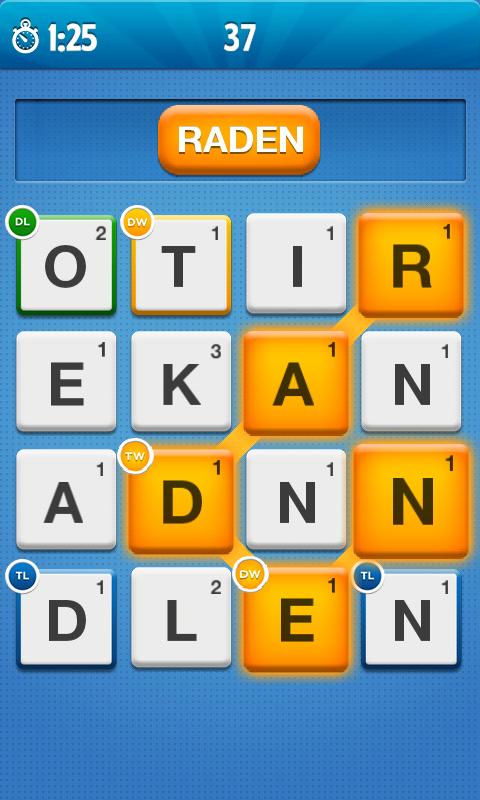 1:25 37
RADEN
DL DW
2 1 1 1
O T I R
1 3 1 1
E K A N
TW
1 1 1 1
A D N N
TL DW TL
1 2 1 1
D L E N